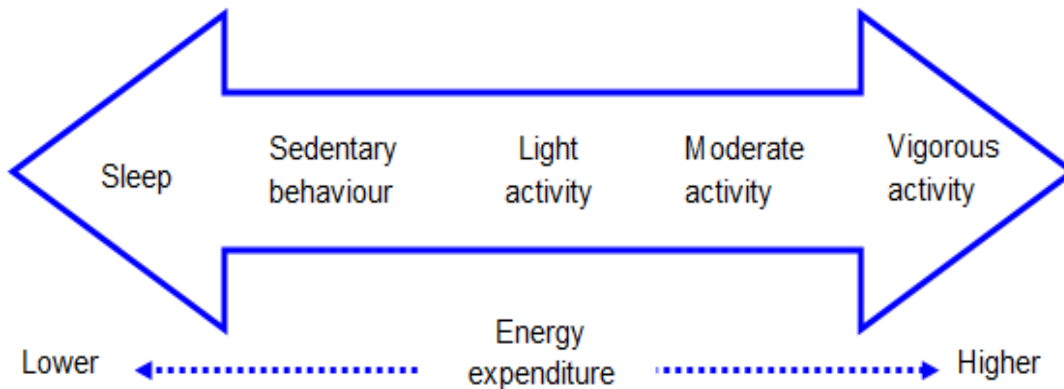 Sleep
Sedentary
behaviour
Light
activity
Moderate
activity
Vigorous
activity
Lower
Energy
expenditure
Higher